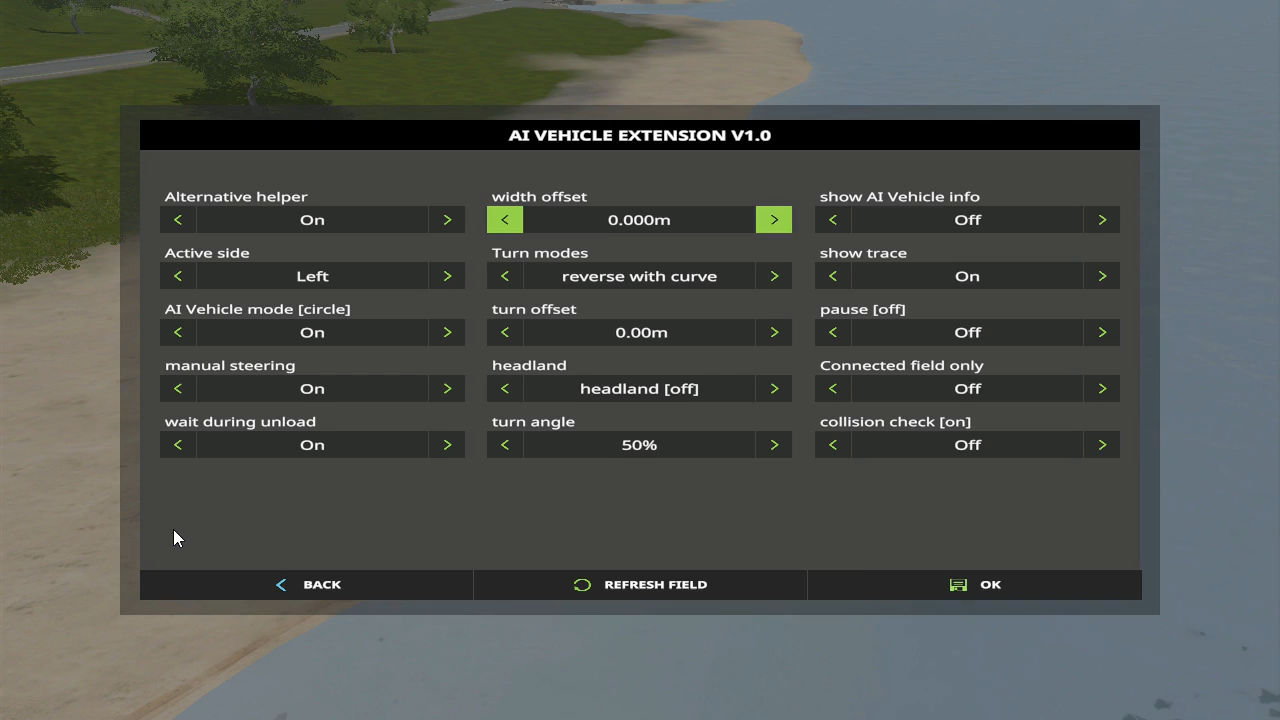 AI VEHICLE EXTENSION V1.0
Alternative helper
< On >
Active side
< Left >
AI Vehicle mode [circle]
< On >
manual steering
< On >
wait during unload
< On >
width offset
< 0.000m >
Turn modes
< reverse with curve >
turn offset
< 0.00m >
headland
< headland [off] >
turn angle
< 50% >
show AI Vehicle info
< Off >
show trace
< On >
pause [off]
< Off >
Connected field only
< Off >
collision check [on]
< Off >
< BACK
REFRESH FIELD
OK